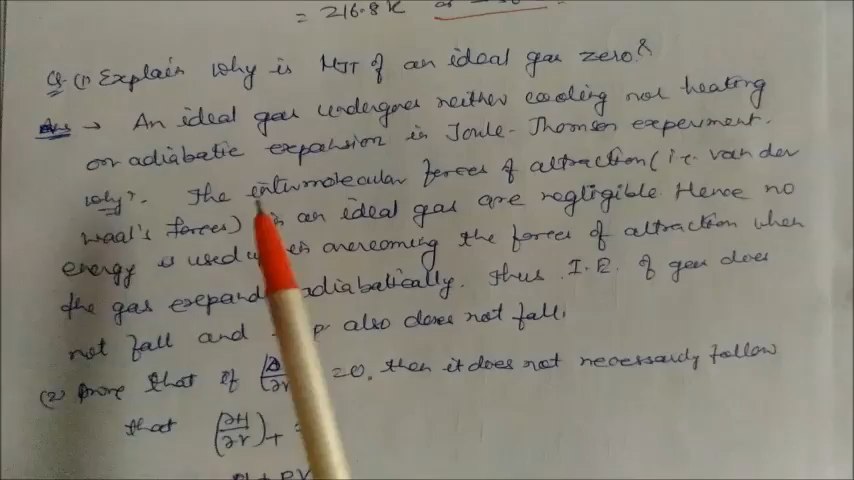 = 216.8 K
Q. (1) Explain why is μJT of an ideal gas zero?
Ans → An ideal gas undergoes neither cooling not heating
on adiabatic expansion in Joule-Thomson experiment.
why? The intermolecular forces of attraction (i.e. van der
waal's forces) in an ideal gas are negligible Hence no
energy is used in overcoming the forces of attraction when
the gas expands adiabatically. Thus I.E. of gas does
not fall and also does not fall.
(2) prove that if = 0, then it does not necessarily follow
that (∂H/∂V)T =